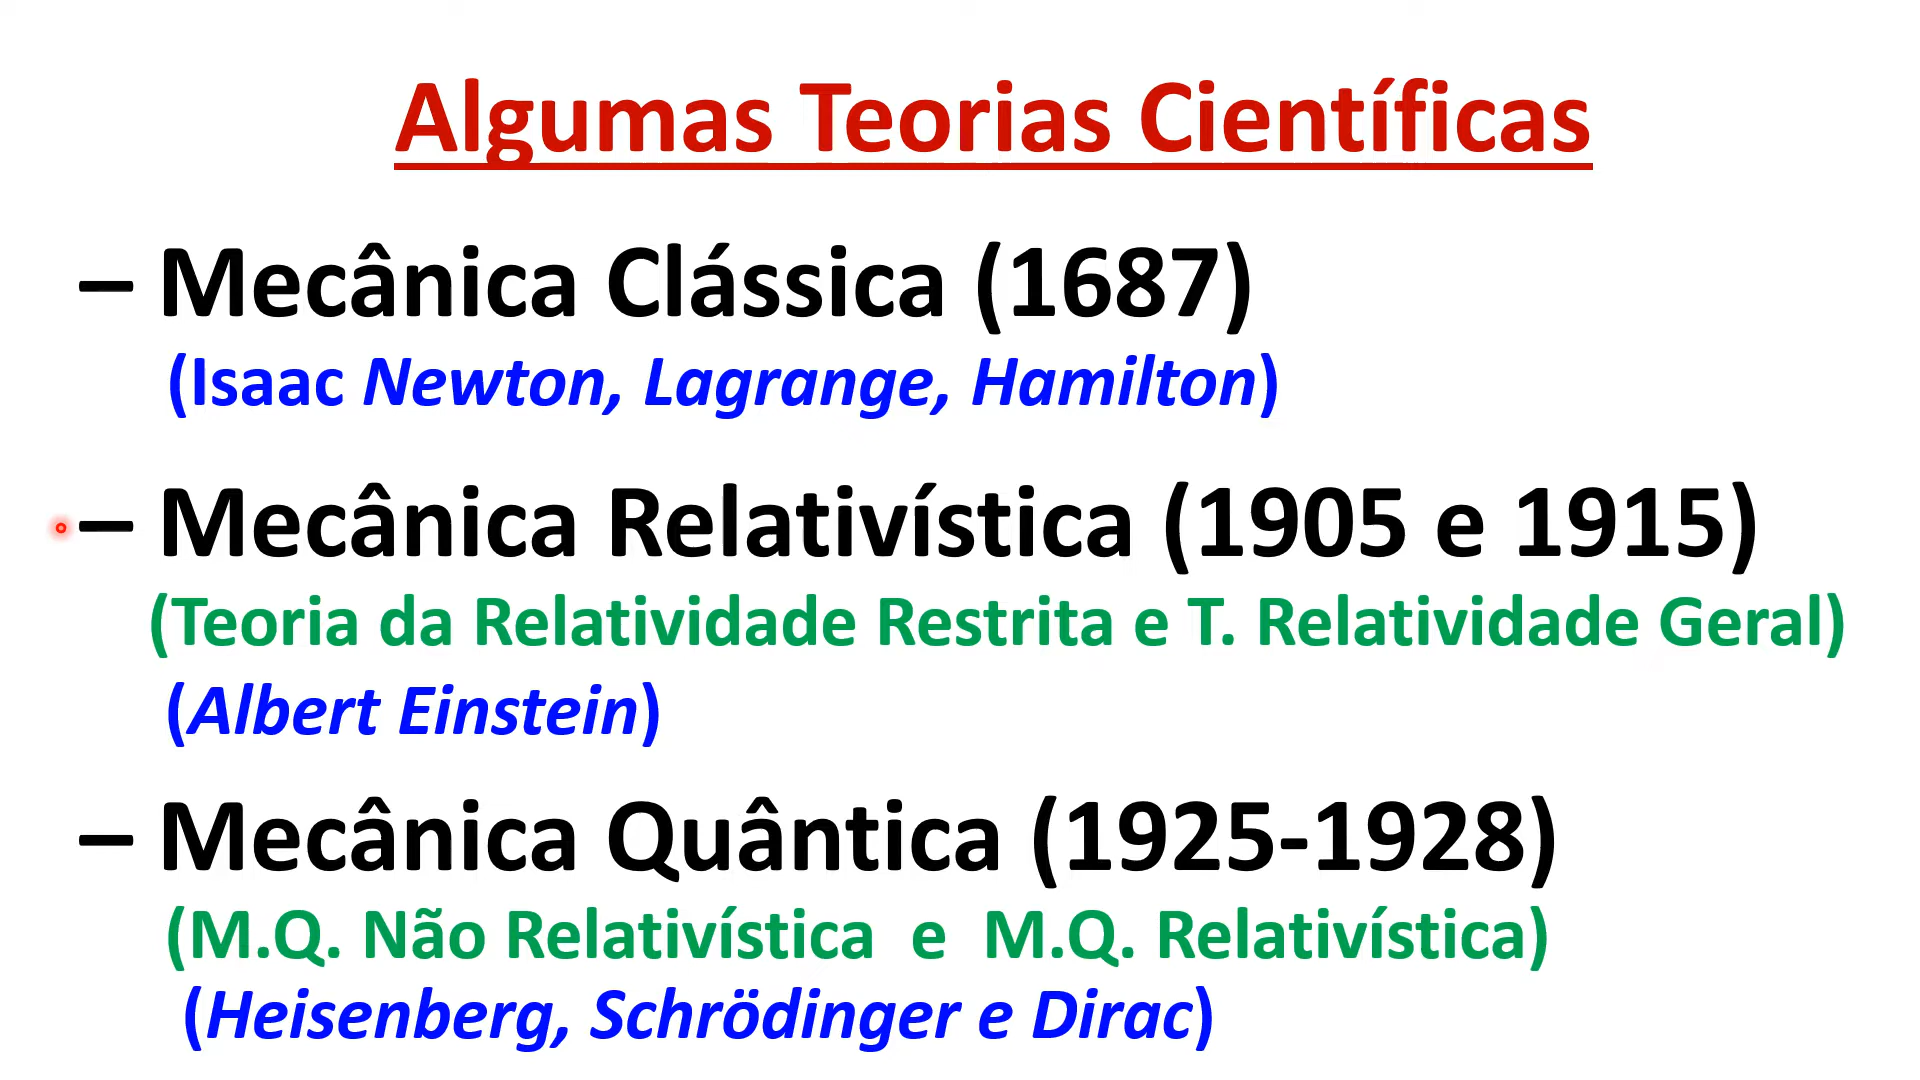 Algumas Teorias Científicas
– Mecânica Clássica (1687)
(Isaac Newton, Lagrange, Hamilton)
– Mecânica Relativística (1905 e 1915)
(Teoria da Relatividade Restrita e T. Relatividade Geral)
(Albert Einstein)
– Mecânica Quântica (1925-1928)
(M.Q. Não Relativística e M.Q. Relativística)
(Heisenberg, Schrödinger e Dirac)